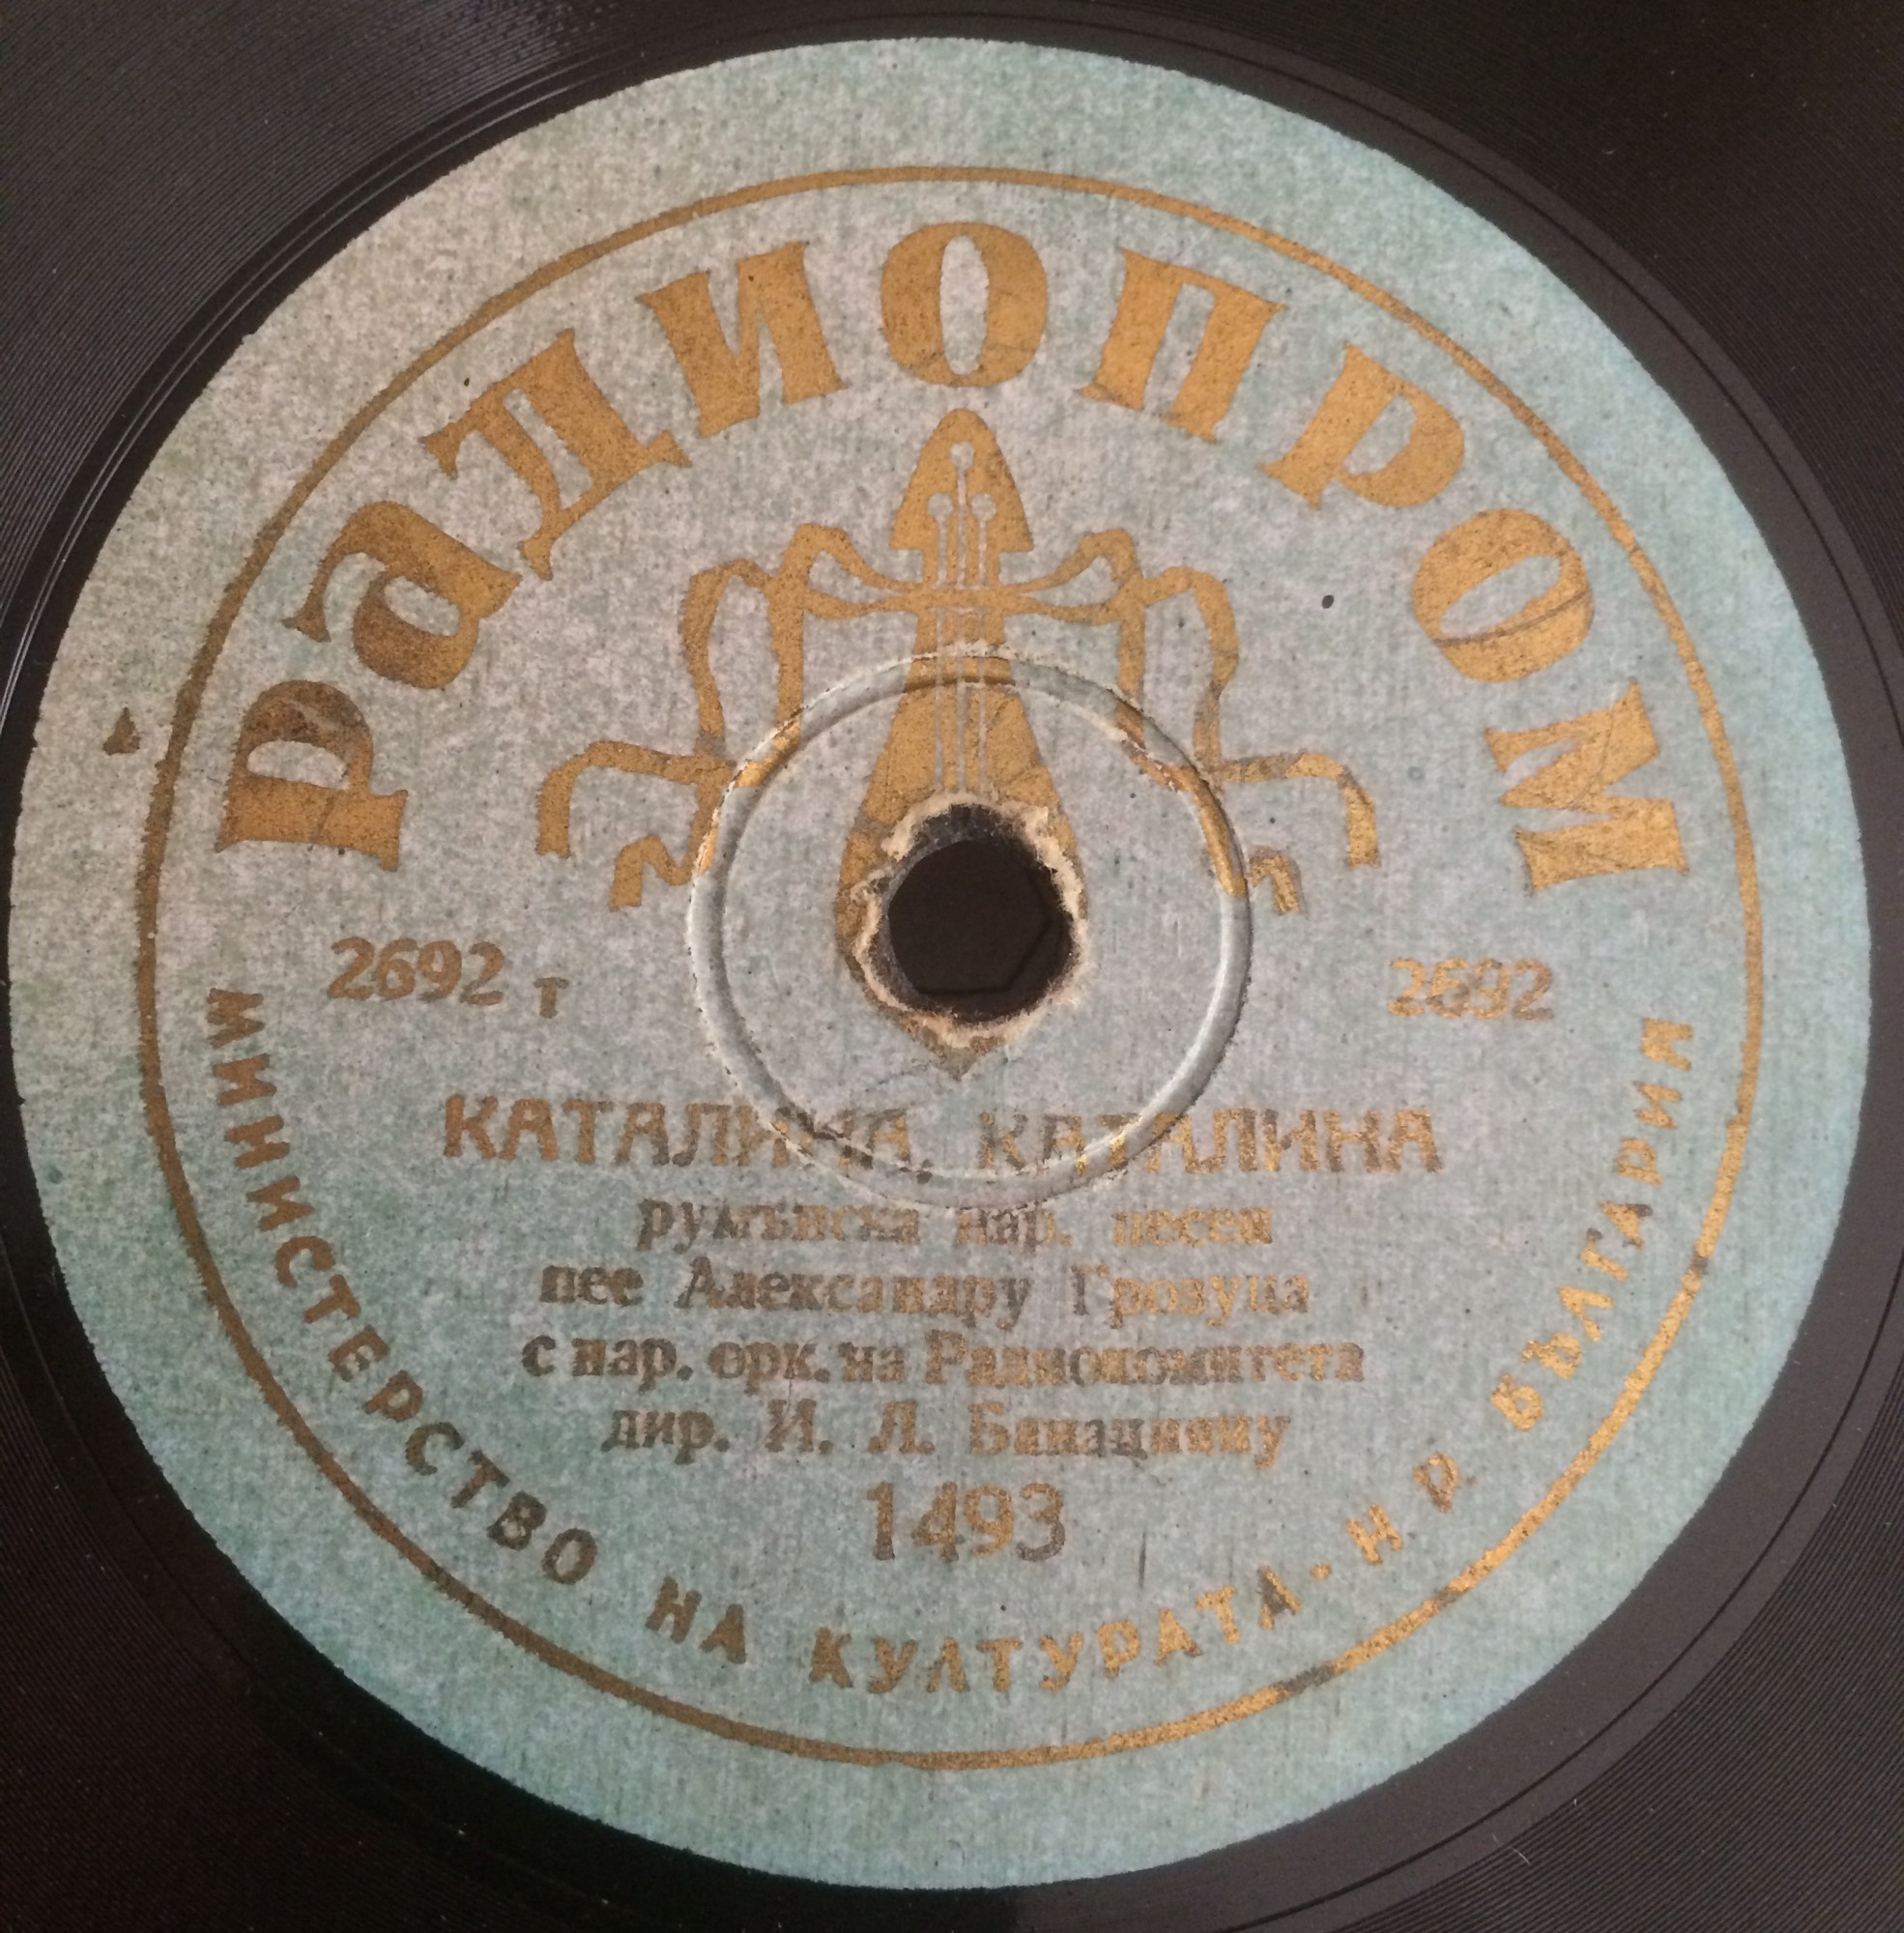 Радиопром
2692 т
2692
КАТАЛИНА, КАТАЛИНА
румънска нар. песен
пее Александру Грозуца
с нар. орк. на Радиокомитета
дир. И. Л.
1493
МИНИСТЕРСТВО НА КУЛТУРАТА - Н Р. БЪЛГАРИЯ